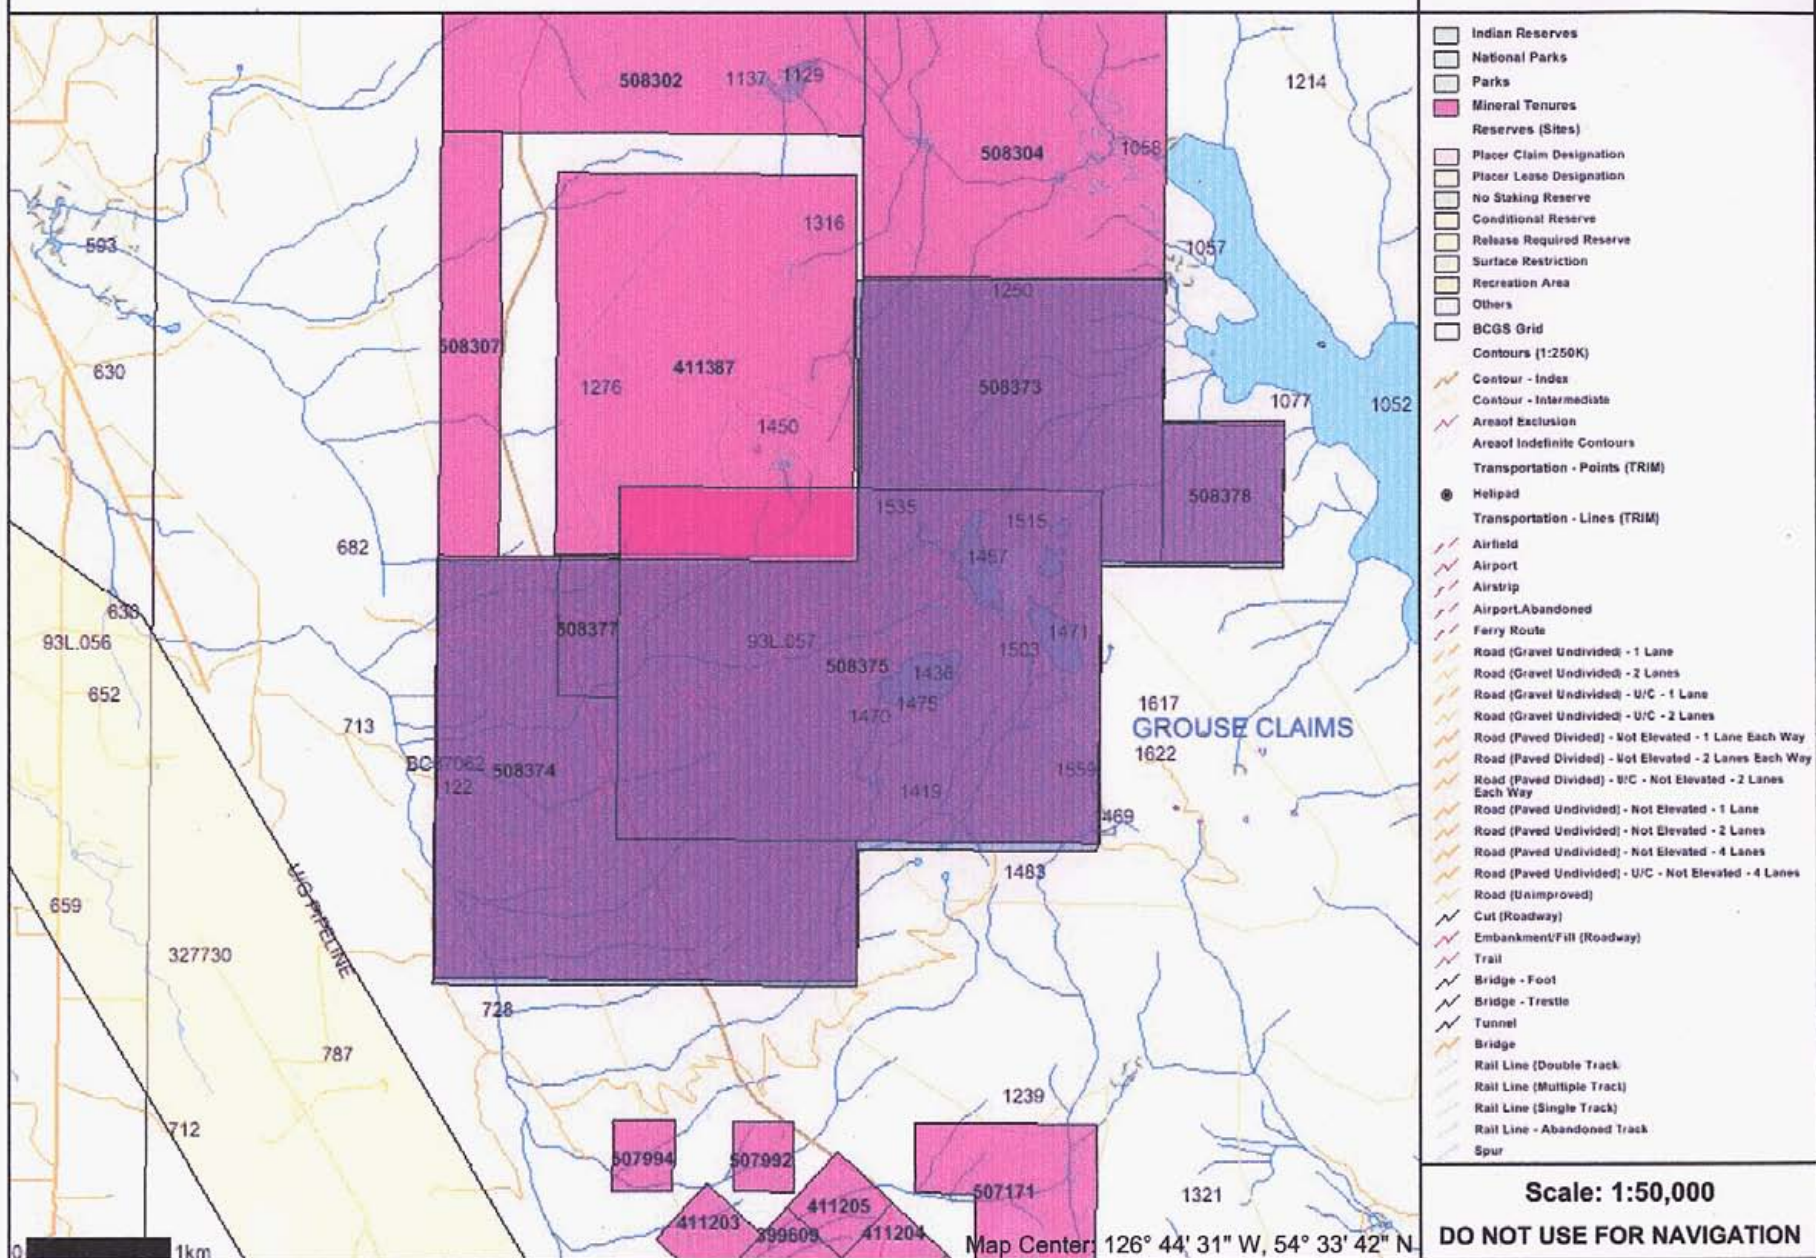 508302
1137
1129
1214
508304
1068
593
1316
1057
1250
508307
630
411387
1276
508373
1077
1052
1450
508378
1535
1515
682
1457
638
93L.056
508377
93L.057
508375
1471
1503
1436
652
1475
1470
1617
713
GROUSE CLAIMS
1622
508374
122
1559
1419
469
1483
U/G PIPELINE
659
327730
728
787
1239
712
507994
507992
507171
1321
411205
411203
399609
411204
0
1km
Map Center: 126° 44' 31" W, 54° 33' 42" N
Indian Reserves
National Parks
Parks
Mineral Tenures
Reserves (Sites)
Placer Claim Designation
Placer Lease Designation
No Staking Reserve
Conditional Reserve
Release Required Reserve
Surface Restriction
Recreation Area
Others
BCGS Grid
Contours (1:250K)
Contour - Index
Contour - Intermediate
Areaof Exclusion
Areaof Indefinite Contours
Transportation - Points (TRIM)
Helipad
Transportation - Lines (TRIM)
Airfield
Airport
Airstrip
Airport.Abandoned
Ferry Route
Road (Gravel Undivided) - 1 Lane
Road (Gravel Undivided) - 2 Lanes
Road (Gravel Undivided) - U/C - 1 Lane
Road (Gravel Undivided) - U/C - 2 Lanes
Road (Paved Divided) - Not Elevated - 1 Lane Each Way
Road (Paved Divided) - Not Elevated - 2 Lanes Each Way
Road (Paved Divided) - U/C - Not Elevated - 2 Lanes
Each Way
Road (Paved Undivided) - Not Elevated - 1 Lane
Road (Paved Undivided) - Not Elevated - 2 Lanes
Road (Paved Undivided) - Not Elevated - 4 Lanes
Road (Paved Undivided) - U/C - Not Elevated - 4 Lanes
Road (Unimproved)
Cut (Roadway)
Embankment/Fill (Roadway)
Trail
Bridge - Foot
Bridge - Trestle
Tunnel
Bridge
Rail Line (Double Track
Rail Line (Multiple Track)
Rail Line (Single Track)
Rail Line - Abandoned Track
Spur
Scale: 1:50,000
DO NOT USE FOR NAVIGATION